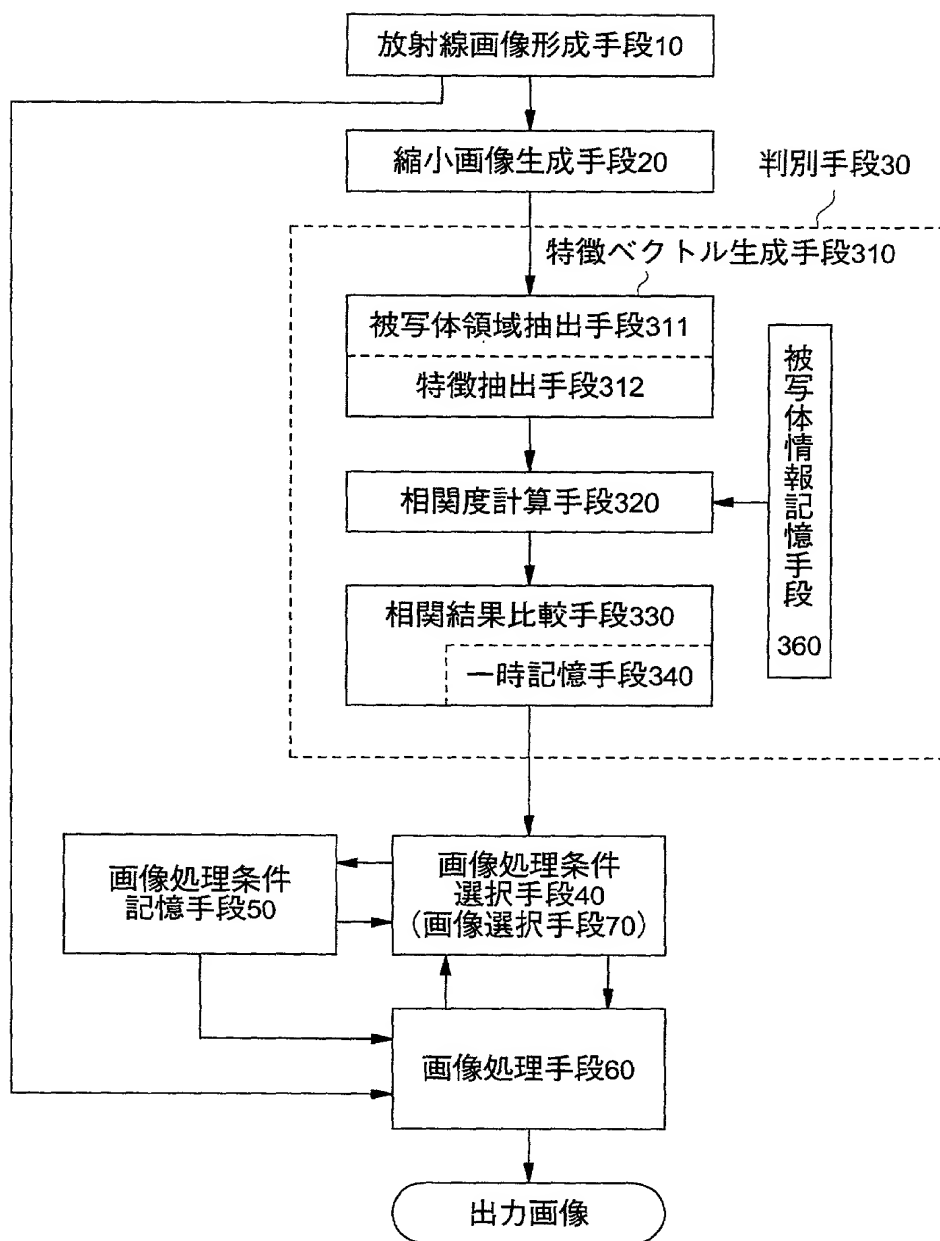 放射線画像形成手段10
縮小画像生成手段20
判別手段30
特徴ベクトル生成手段310
被写体領域抽出手段311
特徴抽出手段312
被写体情報記憶手段
360
相関度計算手段320
相関結果比較手段330
一時記憶手段340
画像処理条件
記憶手段50
画像処理条件
選択手段40
(画像選択手段70)
画像処理手段60
出力画像